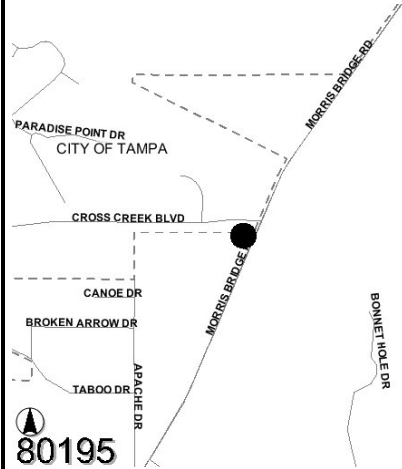 MORRIS BRIDGE RD
PARADISE POINT DR
CITY OF TAMPA
CROSS CREEK BLVD
MORRIS BRIDGE
CANOE DR
BROKEN ARROW DR
BONNET HOLE DR
TABOO DR
APACHE DR
80195